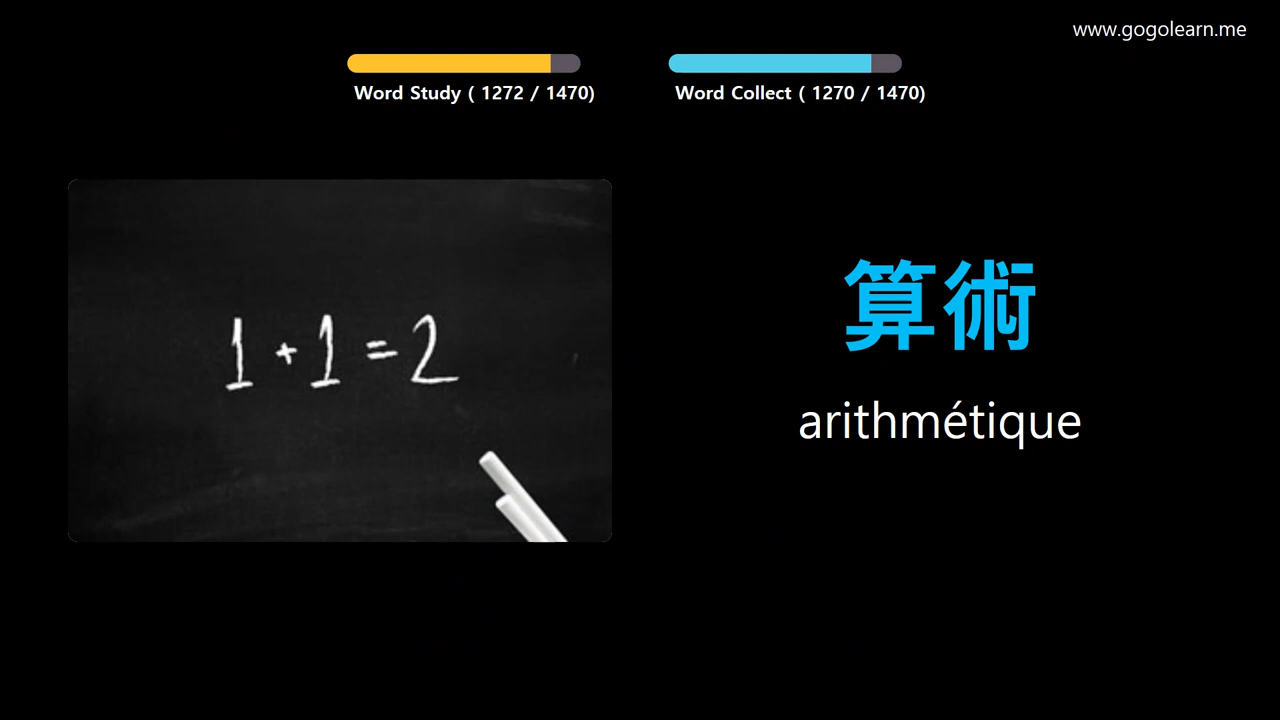 www.gogolearn.me
Word Study ( 1272 / 1470)
Word Collect ( 1270 / 1470)
1 + 1 = 2
算術
arithmétique